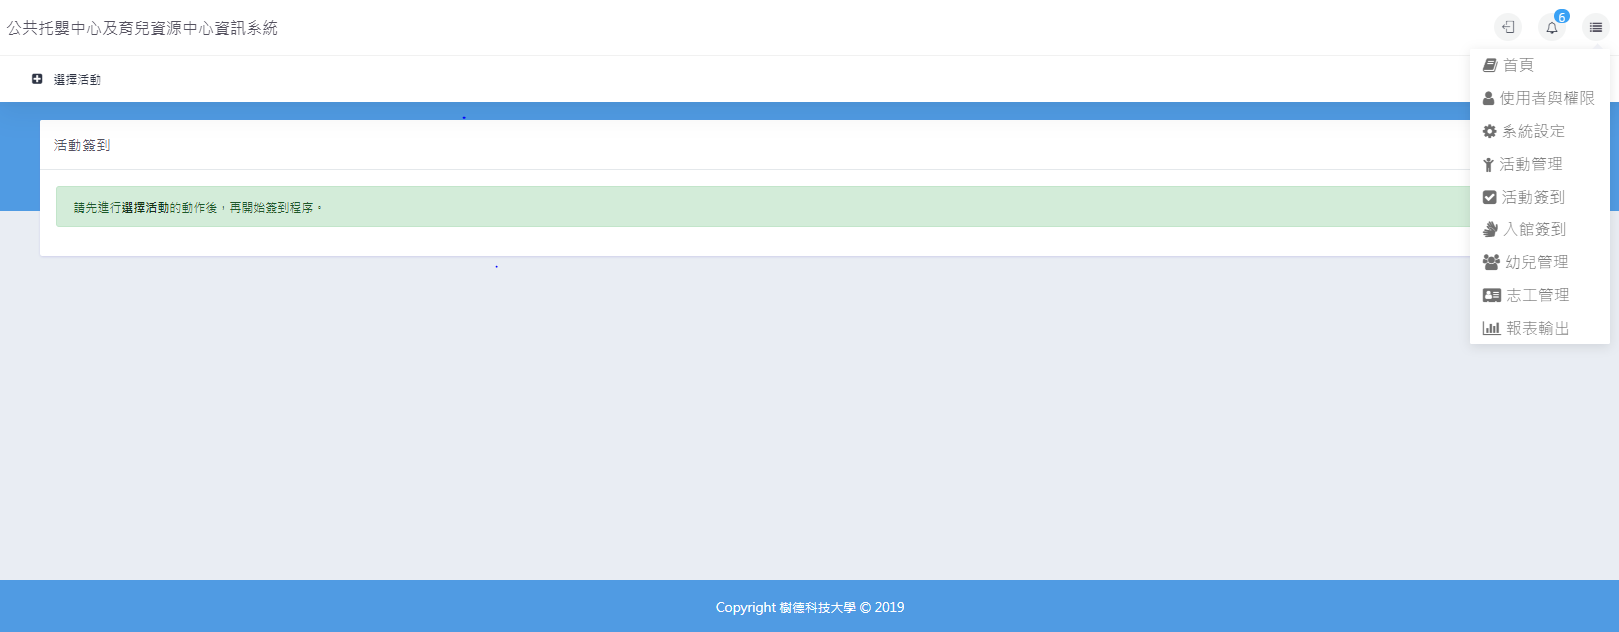 公共托嬰中心及育兒資源中心資訊系統
6
選擇活動
活動簽到
請先進行選擇活動的動作後，再開始簽到程序。
首頁
使用者與權限
系統設定
活動管理
活動簽到
入館簽到
幼兒管理
志工管理
報表輸出
Copyright 樹德科技大學 © 2019